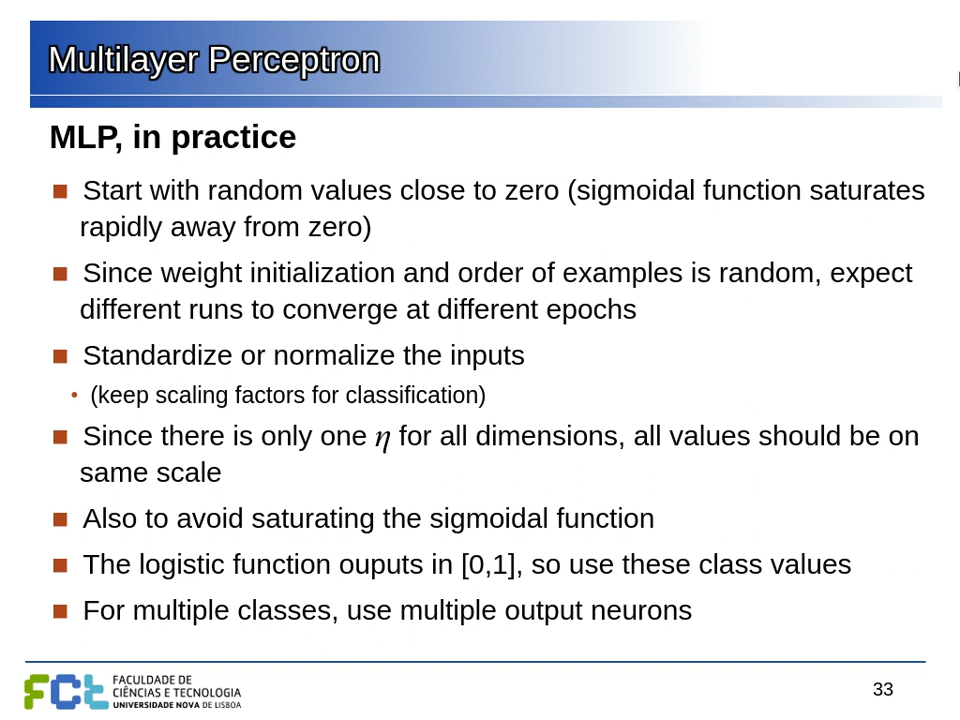 Multilayer Perceptron
MLP, in practice
■ Start with random values close to zero (sigmoidal function saturates
rapidly away from zero)
■ Since weight initialization and order of examples is random, expect
different runs to converge at different epochs
■ Standardize or normalize the inputs
• (keep scaling factors for classification)
■ Since there is only one η for all dimensions, all values should be on
same scale
■ Also to avoid saturating the sigmoidal function
■ The logistic function ouputs in [0,1], so use these class values
■ For multiple classes, use multiple output neurons
FCt
FACULDADE DE
CIÊNCIAS E TECNOLOGIA
UNIVERSIDADE NOVA DE LISBOA
33